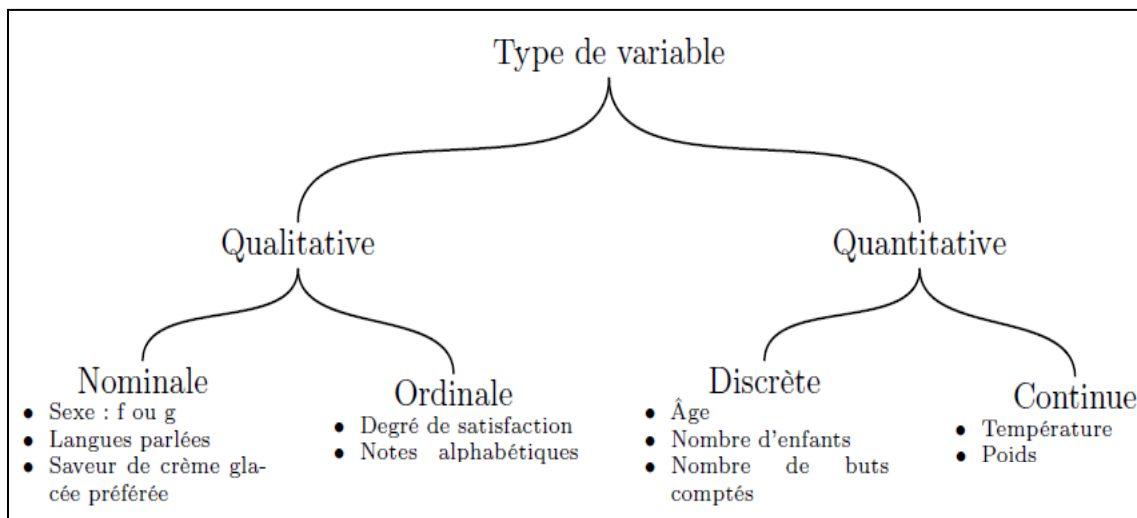 Type de variable
Qualitative
Quantitative
Nominale
• Sexe : f ou g
• Langues parlées
• Saveur de crème gla-
cée préférée
Ordinale
• Degré de satisfaction
• Notes alphabétiques
Discrète
• Âge
• Nombre d'enfants
• Nombre de buts
comptés
Continue
• Température
• Poids